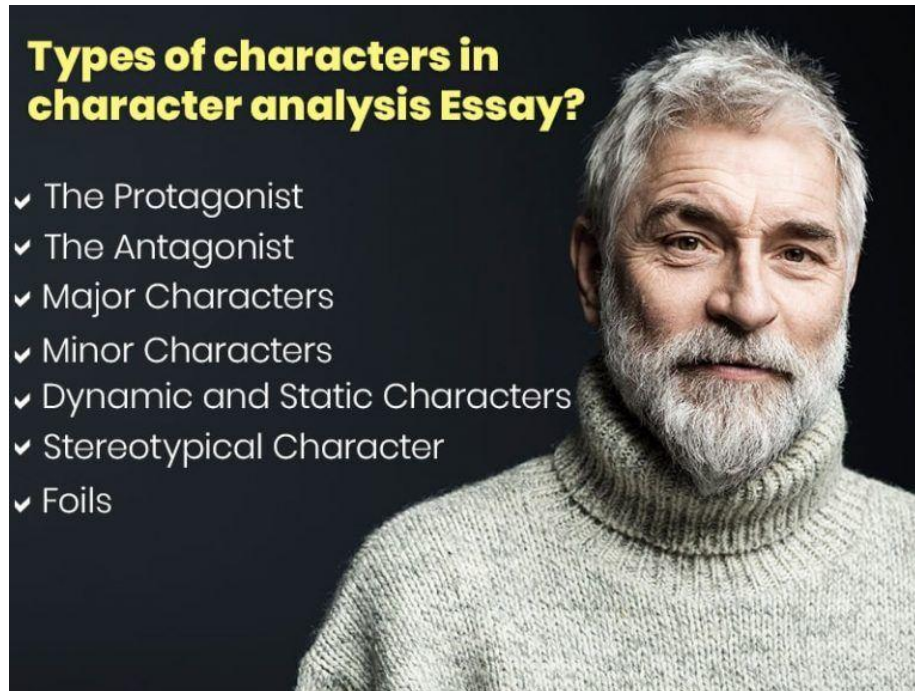 Types of characters in
character analysis Essay?
The Protagonist
The Antagonist
Major Characters
Minor Characters
Dynamic and Static Characters
Stereotypical Character
Foils